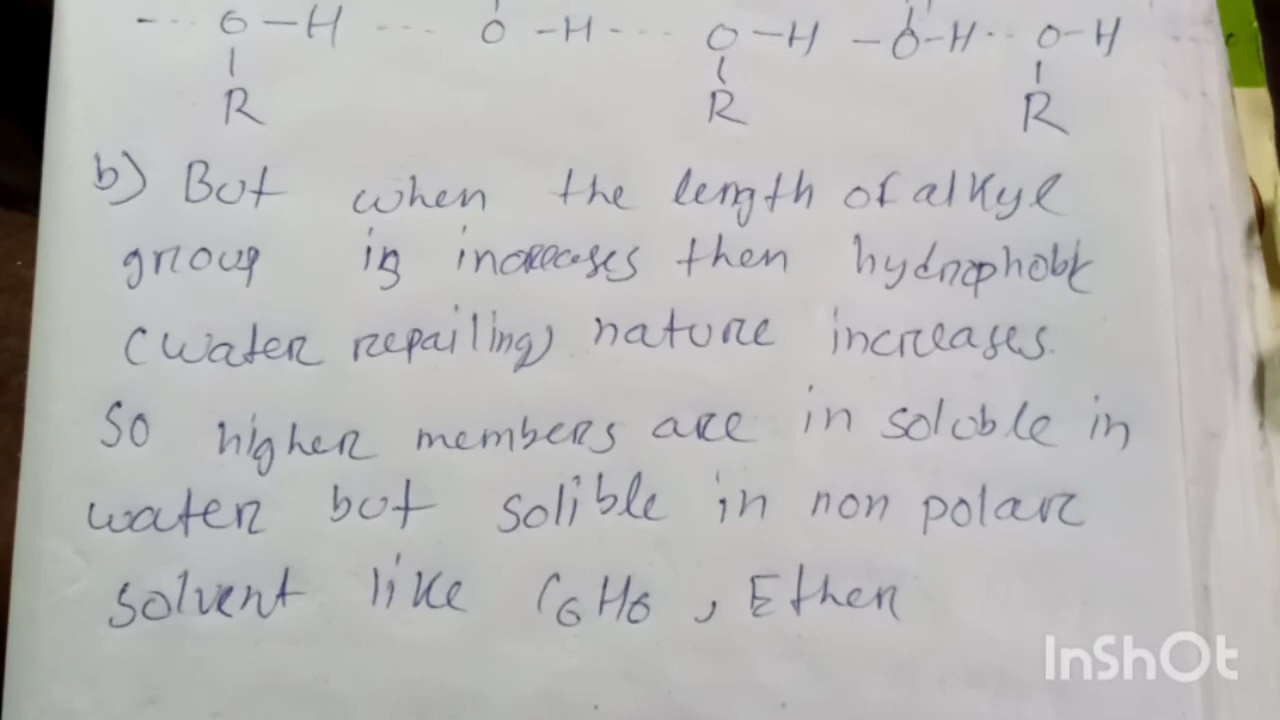 --- O-H --- O-H --- O-H -O-H -- O-H
R R R
b) But when the length of alkyl
group is increases then hydrophobc
(water repailing) nature increases.
So higher members are in soluble in
water but solible in non polar
solvent like C6H6, Ether
InShOt